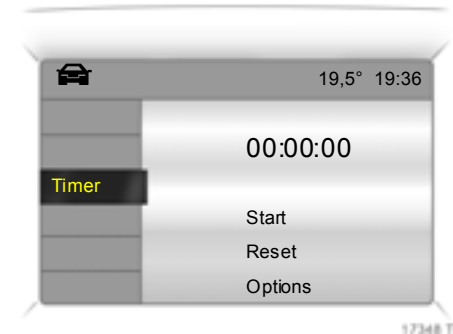 19,5° 19:36
00:00:00
Timer
Start
Reset
Options
17348 T